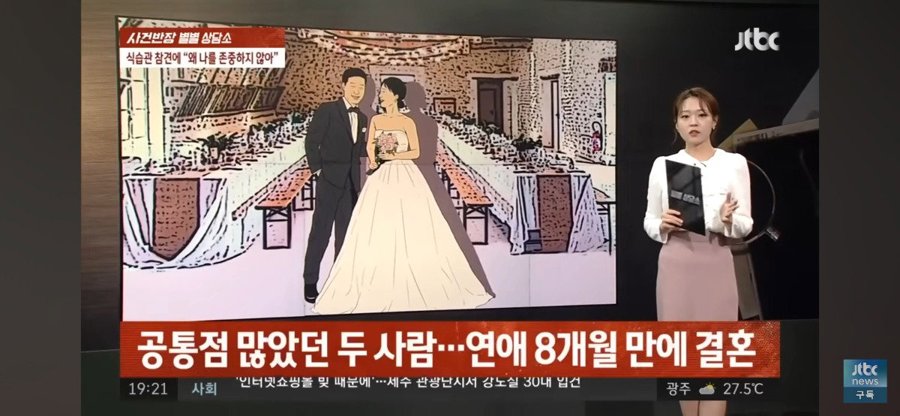 사건반장 별별 상담소
식습관 참견에 "왜 나를 존중하지 않아"
jtbc
공통점 많았던 두 사람…연애 8개월 만에 결혼
19:21 사회 '인터넷쇼핑몰 빚 때문에'…제주 관광단지서 강도질 30대 입건
광주 27.5℃
jtbc
news
구독